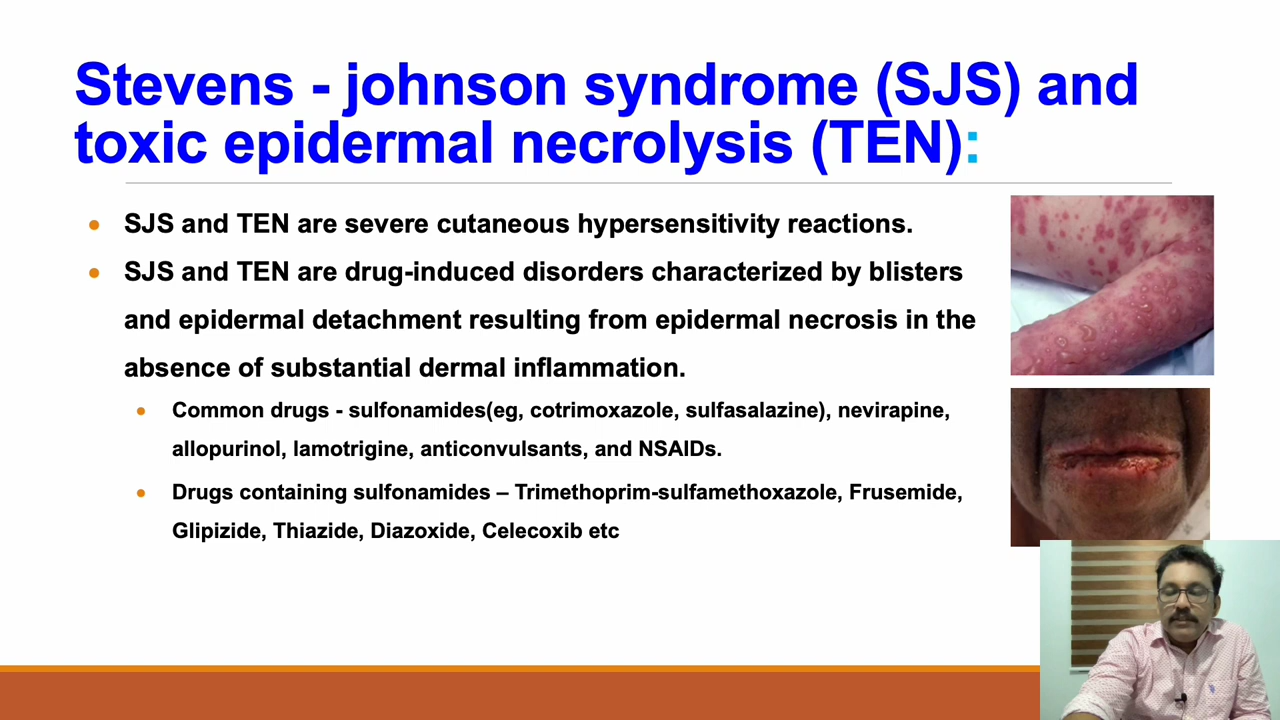 Stevens - johnson syndrome (SJS) and
toxic epidermal necrolysis (TEN):
SJS and TEN are severe cutaneous hypersensitivity reactions.
SJS and TEN are drug-induced disorders characterized by blisters
and epidermal detachment resulting from epidermal necrosis in the
absence of substantial dermal inflammation.
Common drugs - sulfonamides(eg, cotrimoxazole, sulfasalazine), nevirapine,
allopurinol, lamotrigine, anticonvulsants, and NSAIDs.
Drugs containing sulfonamides – Trimethoprim-sulfamethoxazole, Frusemide,
Glipizide, Thiazide, Diazoxide, Celecoxib etc